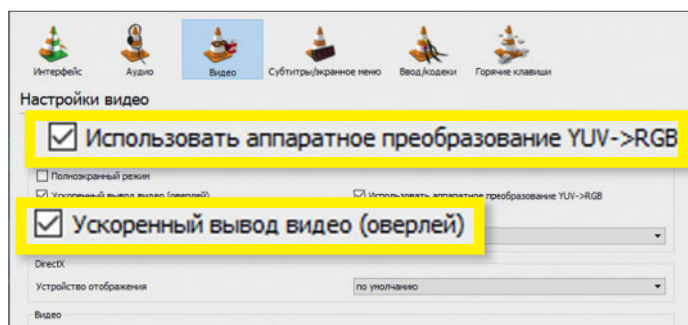 Интерфейс Аудио Видео Субтитры/экранное меню Ввод/кодеки Горячие клавиши
Настройки видео
Использовать аппаратное преобразование YUV->RGB
Полноэкранный режим
Ускоренный вывод видео (оверлей) Использовать аппаратное преобразование YUV->RGB
Ускоренный вывод видео (оверлей)
DirectX
Устройство отображения по умолчанию
Видео